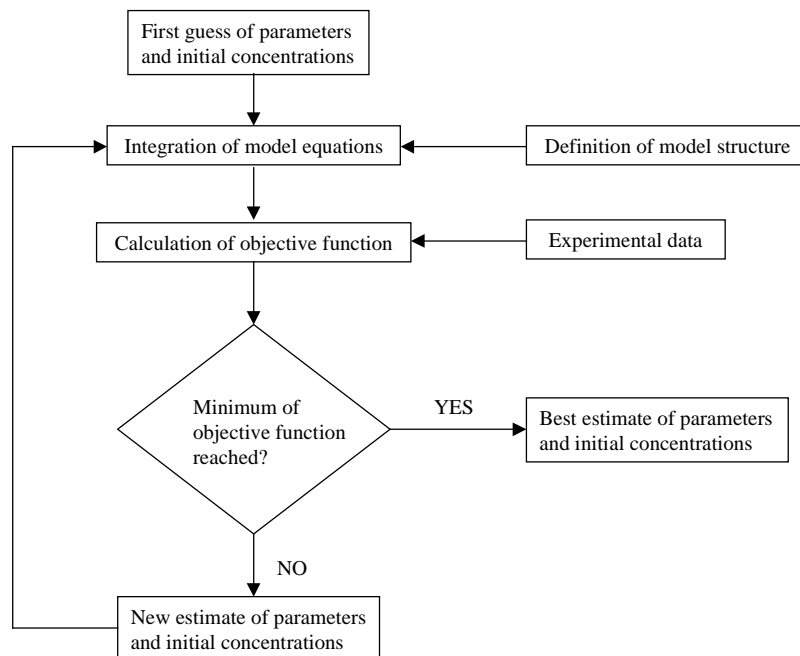 First guess of parameters
and initial concentrations
Integration of model equations
Definition of model structure
Calculation of objective function
Experimental data
Minimum of
objective function
reached?
YES
Best estimate of parameters
and initial concentrations
NO
New estimate of parameters
and initial concentrations